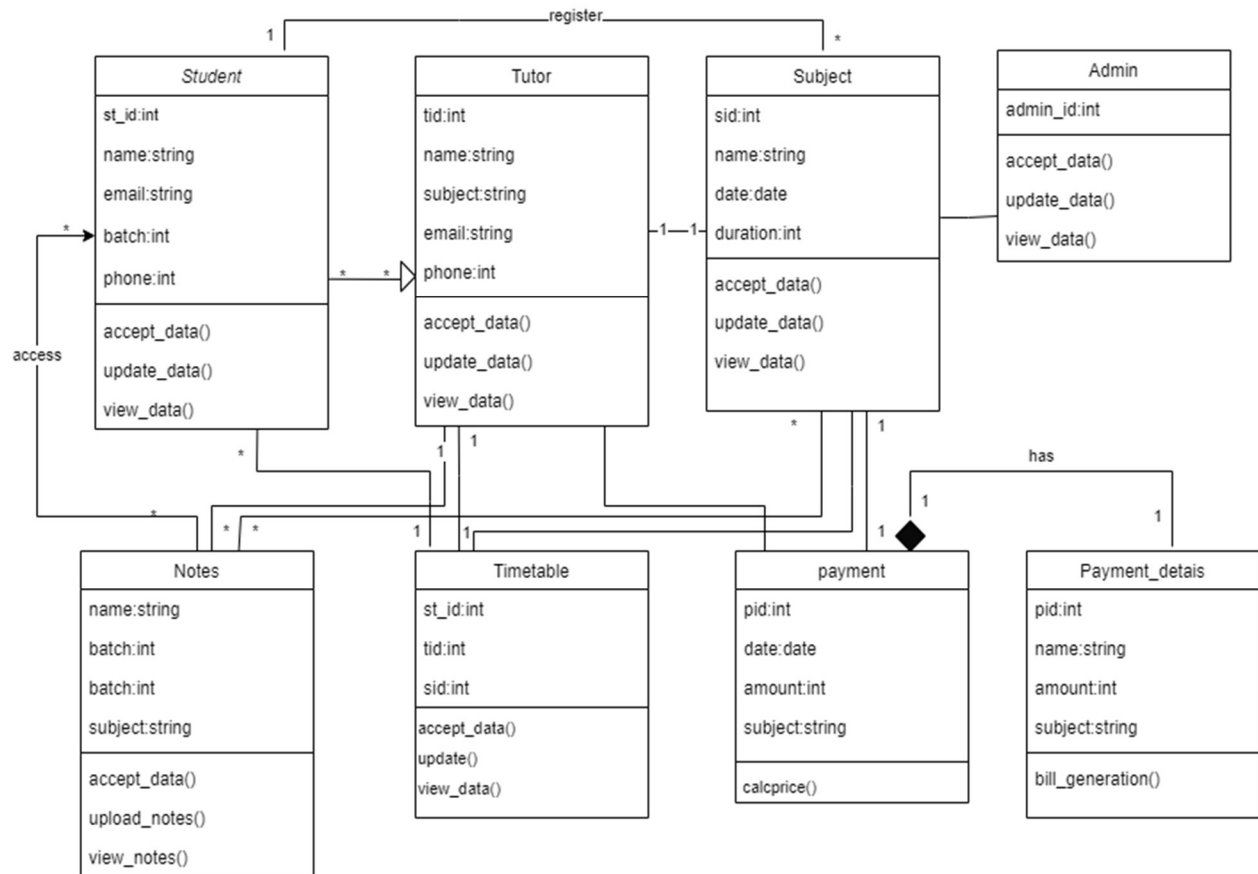 register
1
*
Student
st_id:int
name:string
email:string
batch:int
phone:int
accept_data()
update_data()
view_data()
Tutor
tid:int
name:string
subject:string
email:string
phone:int
accept_data()
update_data()
view_data()
Subject
sid:int
name:string
date:date
duration:int
accept_data()
update_data()
view_data()
Admin
admin_id:int
accept_data()
update_data()
view_data()
*
* *
1 1
access
*
1
1
*
1
has
1
1
*
* *
1
1
1
Notes
name:string
batch:int
batch:int
subject:string
accept_data()
upload_notes()
view_notes()
Timetable
st_id:int
tid:int
sid:int
accept_data()
update()
view_data()
payment
pid:int
date:date
amount:int
subject:string
calcprice()
Payment_detais
pid:int
name:string
amount:int
subject:string
bill_generation()